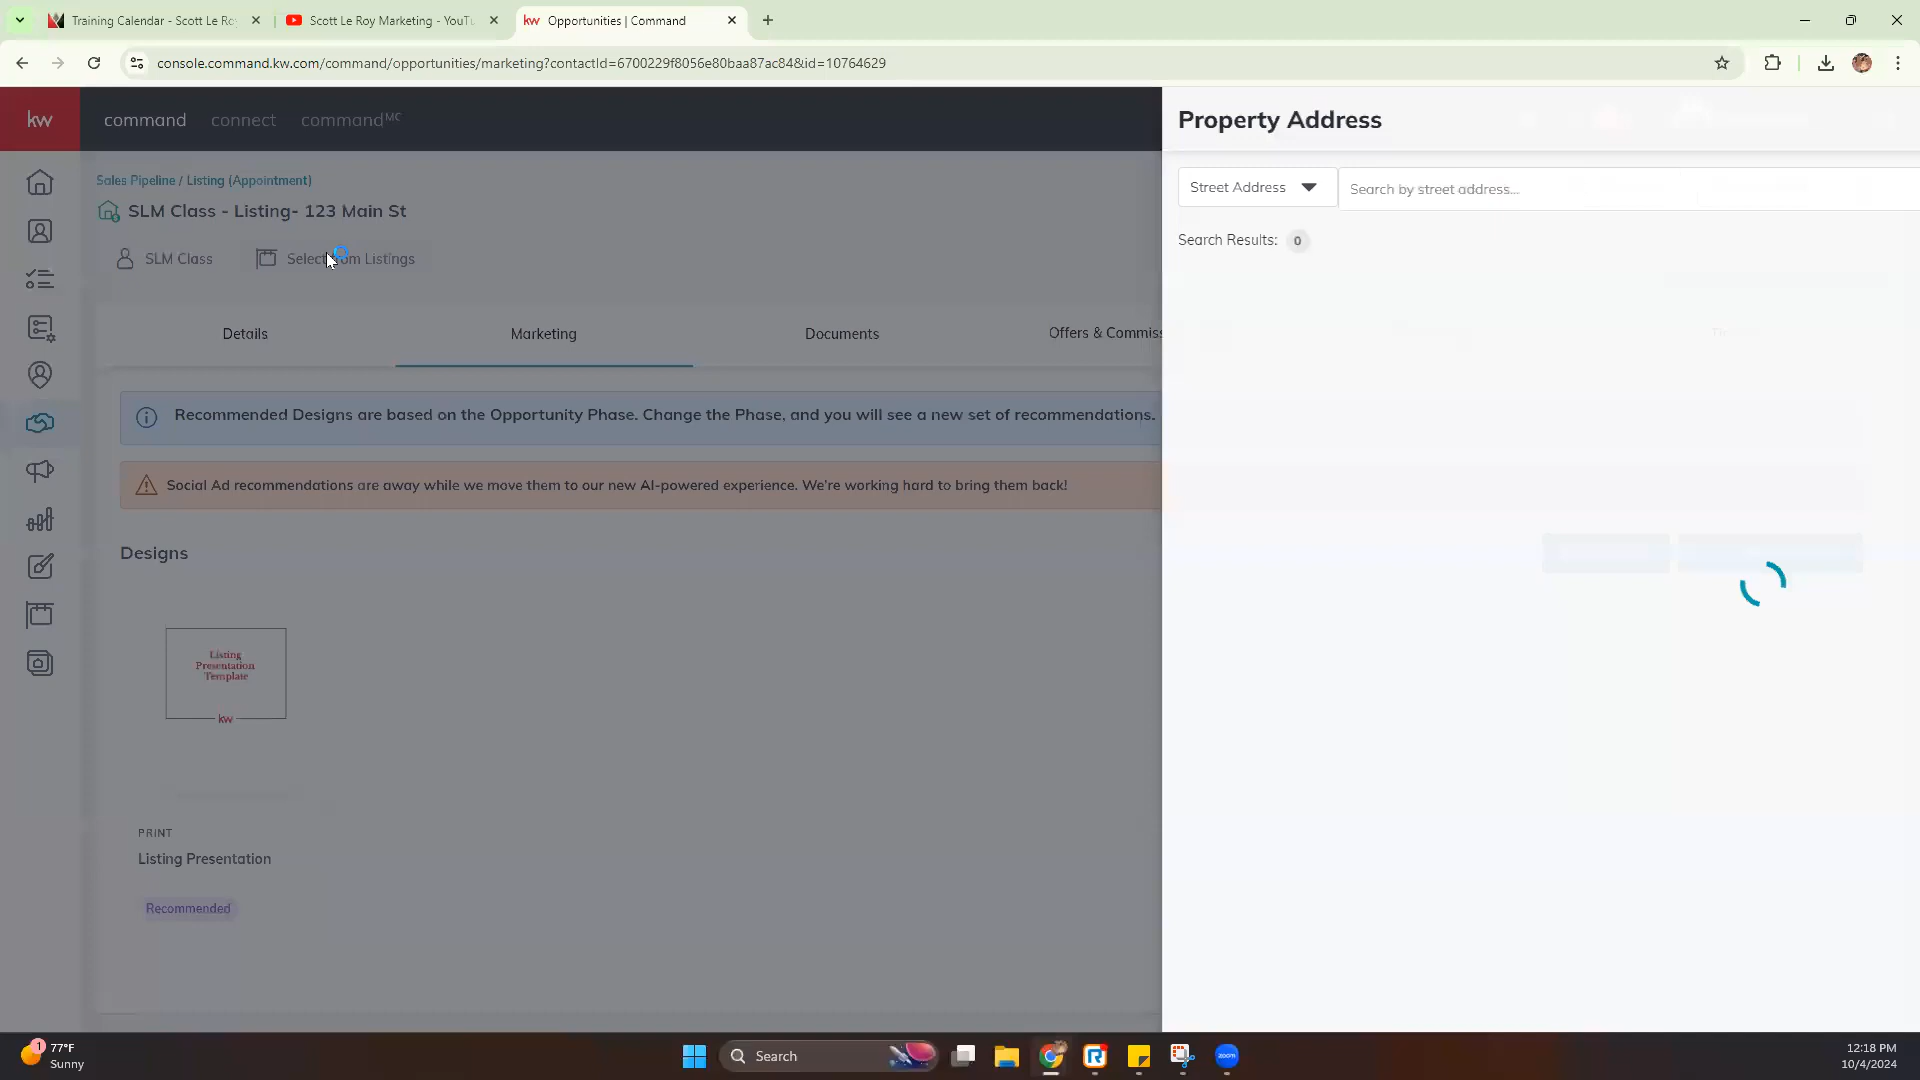 Training Calendar - Scott Le Ro
Scott Le Roy Marketing - YouTu
kw Opportunities | Command
console.command.kw.com/command/opportunities/marketing?contactId=6700229f8056e80baa87ac84&id=10764629
kw command connect commandMC
Property Address
Sales Pipeline / Listing (Appointment)
SLM Class - Listing- 123 Main St
Street Address Search by street address...
Search Results: 0
SLM Class Select from Listings
Details Marketing Documents Offers & Commiss
Recommended Designs are based on the Opportunity Phase. Change the Phase, and you will see a new set of recommendations.
Social Ad recommendations are away while we move them to our new AI-powered experience. We're working hard to bring them back!
Designs
Listing
Presentation
Template
kw
PRINT
Listing Presentation
Recommended
1
77°F
Sunny
Search
zoom
12:18 PM
10/4/2024